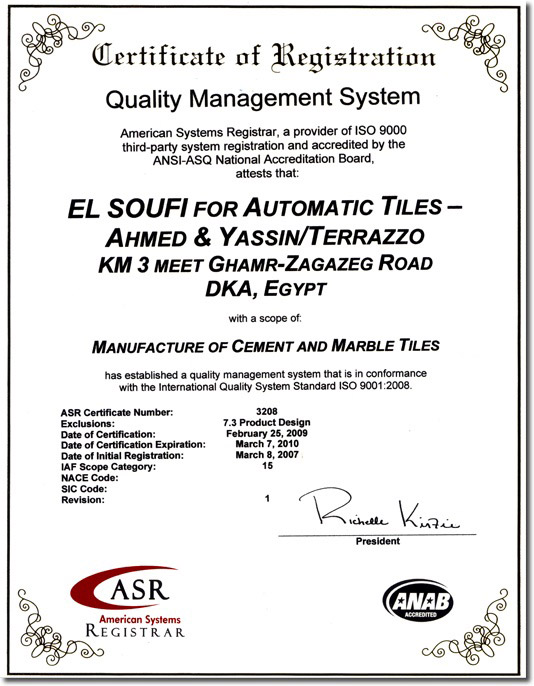 Certificate of Registration
Quality Management System
American Systems Registrar, a provider of ISO 9000
third-party system registration and accredited by the
ANSI-ASQ National Accreditation Board,
attests that:
EL SOUFI FOR AUTOMATIC TILES –
AHMED & YASSIN/TERRAZZO
KM 3 MEET GHAMR-ZAGAZEG ROAD
DKA, EGYPT
with a scope of:
MANUFACTURE OF CEMENT AND MARBLE TILES
has established a quality management system that is in conformance
with the International Quality System Standard ISO 9001:2008.
ASR Certificate Number: 3208
Exclusions: 7.3 Product Design
Date of Certification: February 25, 2009
Date of Certification Expiration: March 7, 2010
Date of Initial Registration: March 8, 2007
IAF Scope Category: 15
NACE Code:
SIC Code:
Revision: 1
President
ASR
American Systems
REGISTRAR
ANAB
ACCREDITED